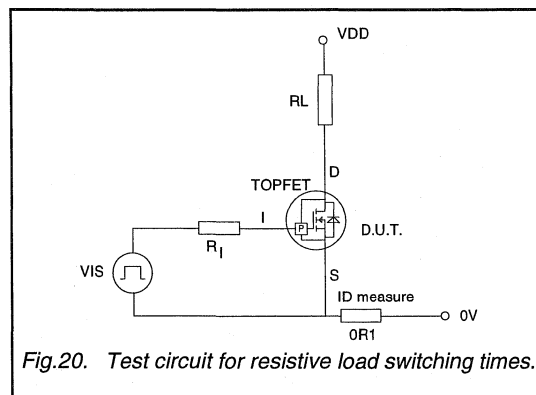 VDD
RL
D
TOPFET
I
P
D.U.T.
RI
VIS
S
ID measure
0V
0R1
Fig.20. Test circuit for resistive load switching times.